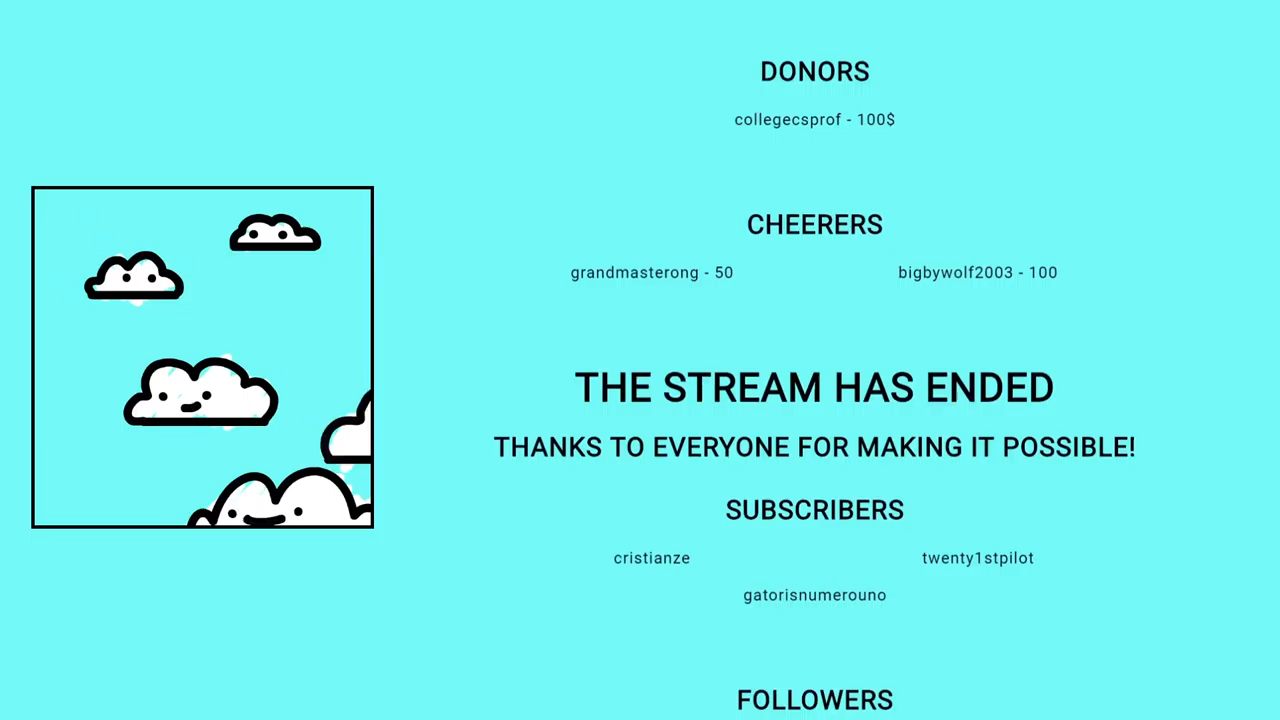 DONORS
collegecsprof - 100$
CHEERERS
grandmasterong - 50 bigbywolf2003 - 100
THE STREAM HAS ENDED
THANKS TO EVERYONE FOR MAKING IT POSSIBLE!
SUBSCRIBERS
cristianze twenty1stpilot
gatorisnumerouno
FOLLOWERS